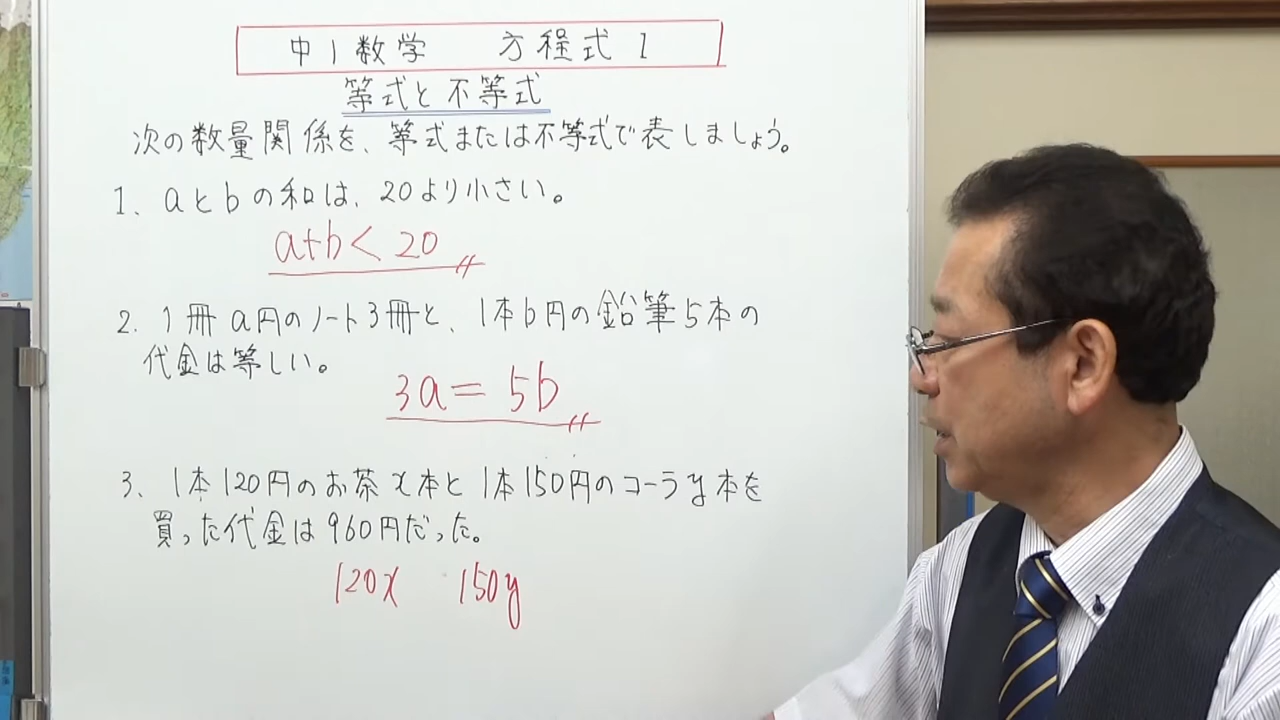 中1数学 方程式1
等式と不等式
次の数量関係を、等式または不等式で表しましょう。
1. aとbの和は、20より小さい。
a+b<20
2. 1冊a円のノート3冊と、1本b円の鉛筆5本の
代金は等しい。
3a=5b
3. 1本120円のお茶x本と1本150円のコーラy本を
買った代金は960円だった。
120x 150y